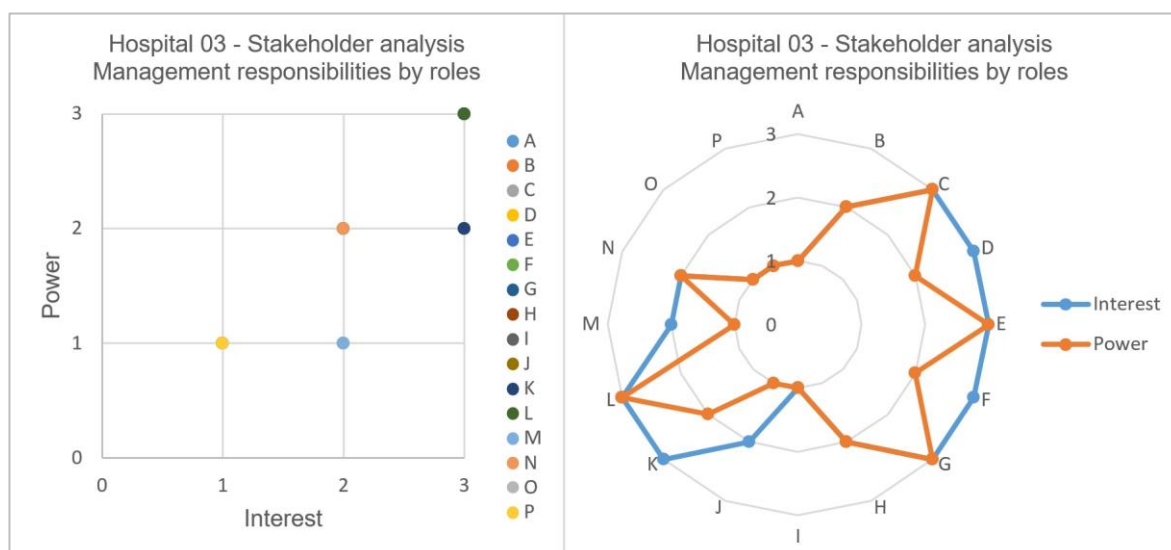 Hospital 03 - Stakeholder analysis
Management responsibilities by roles
3
2
1
0
0
1
2
3
Power
Interest
A
B
C
D
E
F
G
H
I
J
K
L
M
N
O
P
Hospital 03 - Stakeholder analysis
Management responsibilities by roles
A
B
C
D
E
F
G
H
I
J
K
L
M
N
O
P
3
2
1
0
Interest
Power